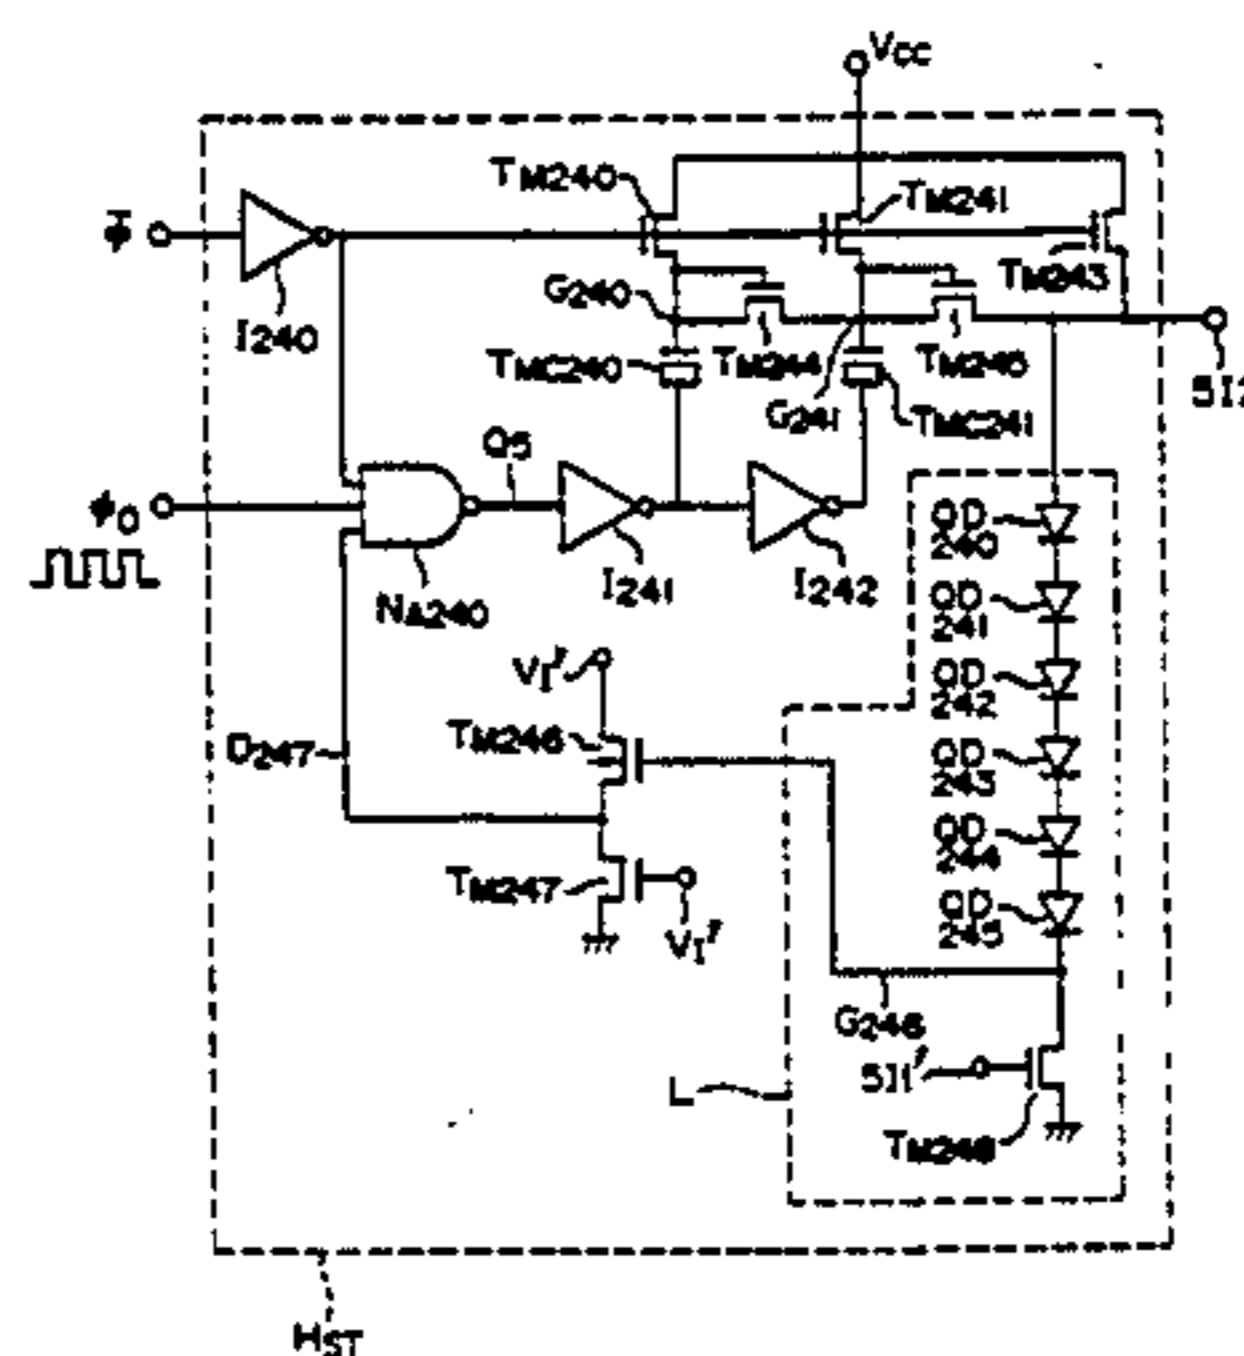 Vcc
TM240
TM241
Φ̄
G240
TM243
I240
TMC240
TM244
TM245
G241
TMC241
Q5
φ0
NA240
I241
I242
QD
240
QD
241
QD
242
QD
243
QD
244
QD
245
VI'
TM246
D247
TM247
VI'
G246
SI1'
L
TM248
HST